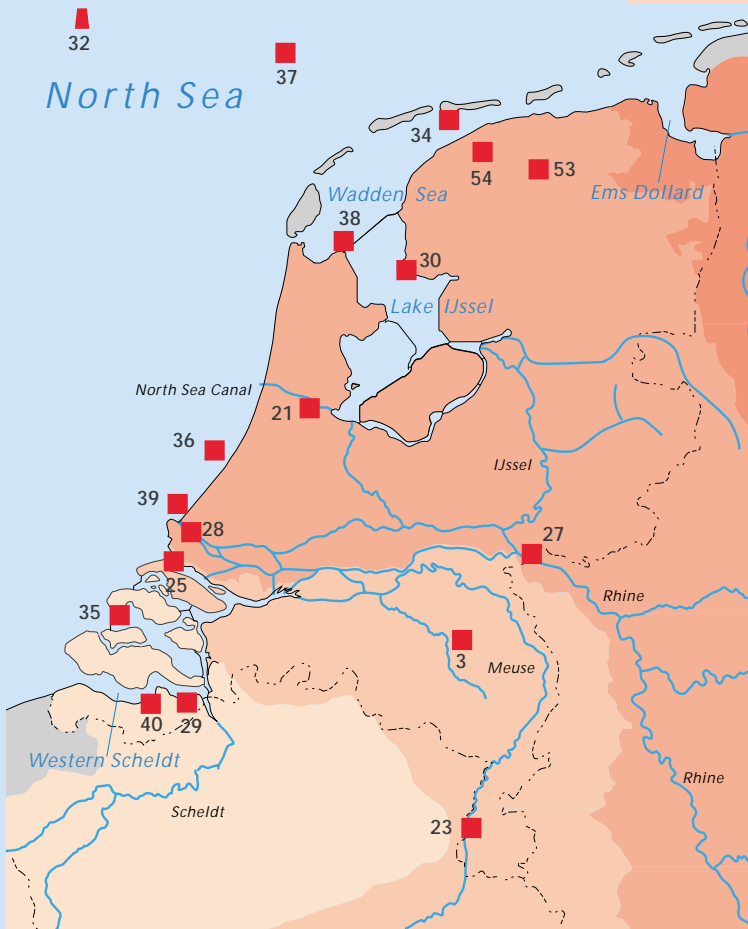 32
37
North Sea
34
54
53
Ems Dollard
Wadden Sea
38
30
Lake IJssel
North Sea Canal
21
36
IJssel
39
28
27
25
Rhine
35
3
Meuse
40
29
Western Scheldt
Rhine
Scheldt
23